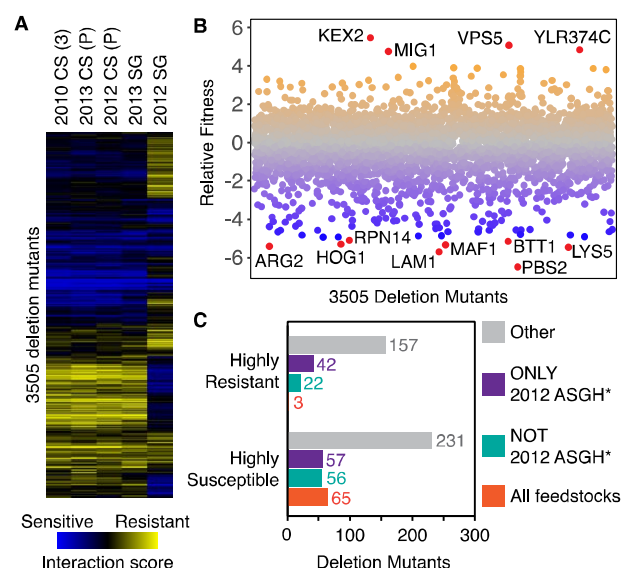 A
2010 CS (3)
2013 CS (P)
2012 CS (P)
2013 SG
2012 SG
3505 deletion mutants
Sensitive Resistant
Interaction score
B
Relative Fitness
6
4
2
0
-2
-4
-6
KEX2
MIG1
VPS5
YLR374C
ARG2
HOG1
RPN14
LAM1
MAF1
BTT1
PBS2
LYS5
3505 Deletion Mutants
C
Highly
Resistant
157
42
22
3
Highly
Susceptible
231
57
56
65
0 100 200 300
Deletion Mutants
Other
ONLY
2012 ASGH*
NOT
2012 ASGH*
All feedstocks